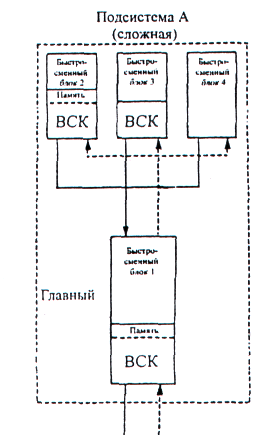 Подсистема А
(сложная)
Быстро-
сменный
блок 2
Память
ВСК
Быстро-
сменный
блок 3
ВСК
Быстро-
сменный
блок 4
Быстро-
сменный
блок 1
Главный
Память
ВСК